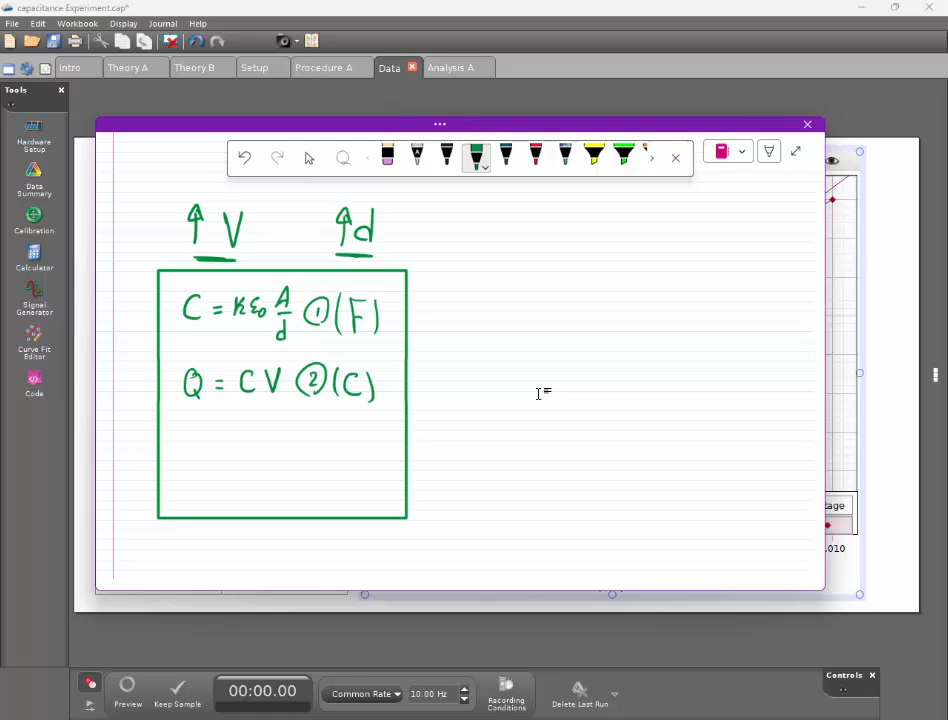 capacitance Experiment.cap*
File Edit Workbook Display Journal Help
Intro Theory A Theory B Setup Procedure A Data Analysis A
Tools
Hardware
Setup
Data
Summary
Calibration
Calculator
Signal
Generator
Curve Fit
Editor
Code
↑ V ↑ d
C = κε₀ A/d ① (F)
Q = C V ② (C)
tage
.010
Preview
Keep Sample
00:00.00
Common Rate 10.00 Hz
Recording
Conditions
Delete Last Run
Controls